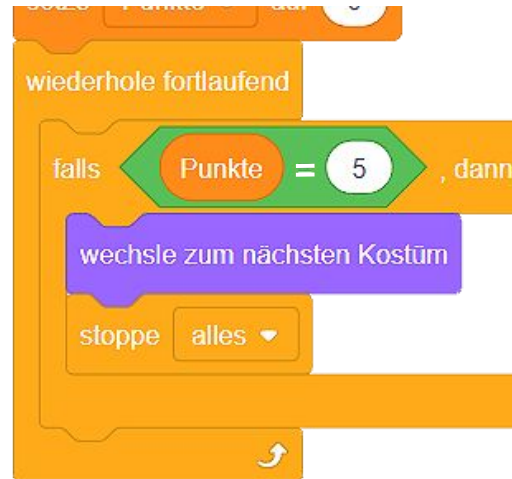 wiederhole fortlaufend
falls Punkte = 5 , dann
wechsle zum nächsten Kostüm
stoppe alles